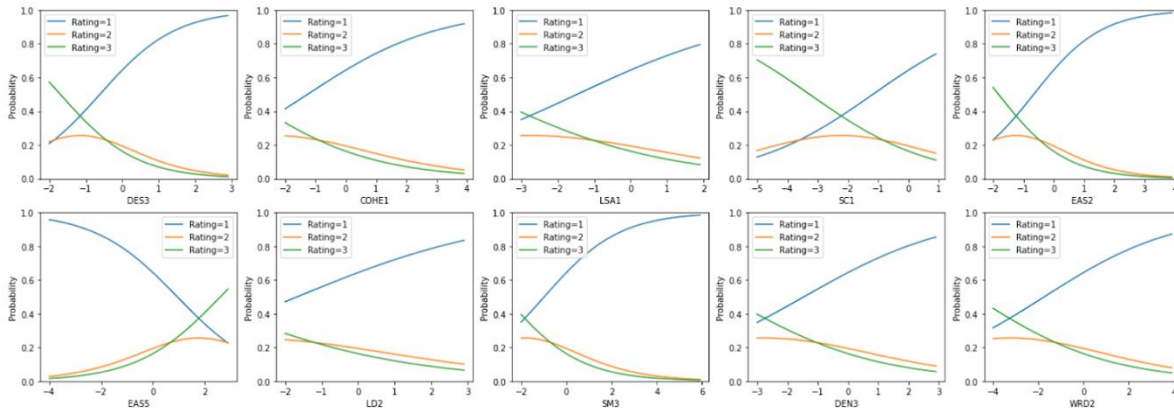 1.0 Rating=1 Rating=2 Rating=3 0.8 0.6 0.4 0.2 0.0 Probability −2 −1 0 1 2 3 DES3
1.0 Rating=1 Rating=2 Rating=3 0.8 0.6 0.4 0.2 0.0 Probability −2 −1 0 1 2 3 4 COHE1
1.0 Rating=1 Rating=2 Rating=3 0.8 0.6 0.4 0.2 0.0 Probability −3 −2 −1 0 1 2 LSA1
1.0 Rating=1 Rating=2 Rating=3 0.8 0.6 0.4 0.2 0.0 Probability −5 −4 −3 −2 −1 0 1 SC1
1.0 Rating=1 Rating=2 Rating=3 0.8 0.6 0.4 0.2 0.0 Probability −2 −1 0 1 2 3 4 EAS2
1.0 Rating=1 Rating=2 Rating=3 0.8 0.6 0.4 0.2 0.0 Probability −4 −2 0 2 EAS5
1.0 Rating=1 Rating=2 Rating=3 0.8 0.6 0.4 0.2 0.0 Probability −2 −1 0 1 2 3 LD2
1.0 Rating=1 Rating=2 Rating=3 0.8 0.6 0.4 0.2 0.0 Probability −2 0 2 4 6 SM3
1.0 Rating=1 Rating=2 Rating=3 0.8 0.6 0.4 0.2 0.0 Probability −3 −2 −1 0 1 2 3 DEN3
1.0 Rating=1 Rating=2 Rating=3 0.8 0.6 0.4 0.2 0.0 Probability −4 −2 0 2 4 WRD2